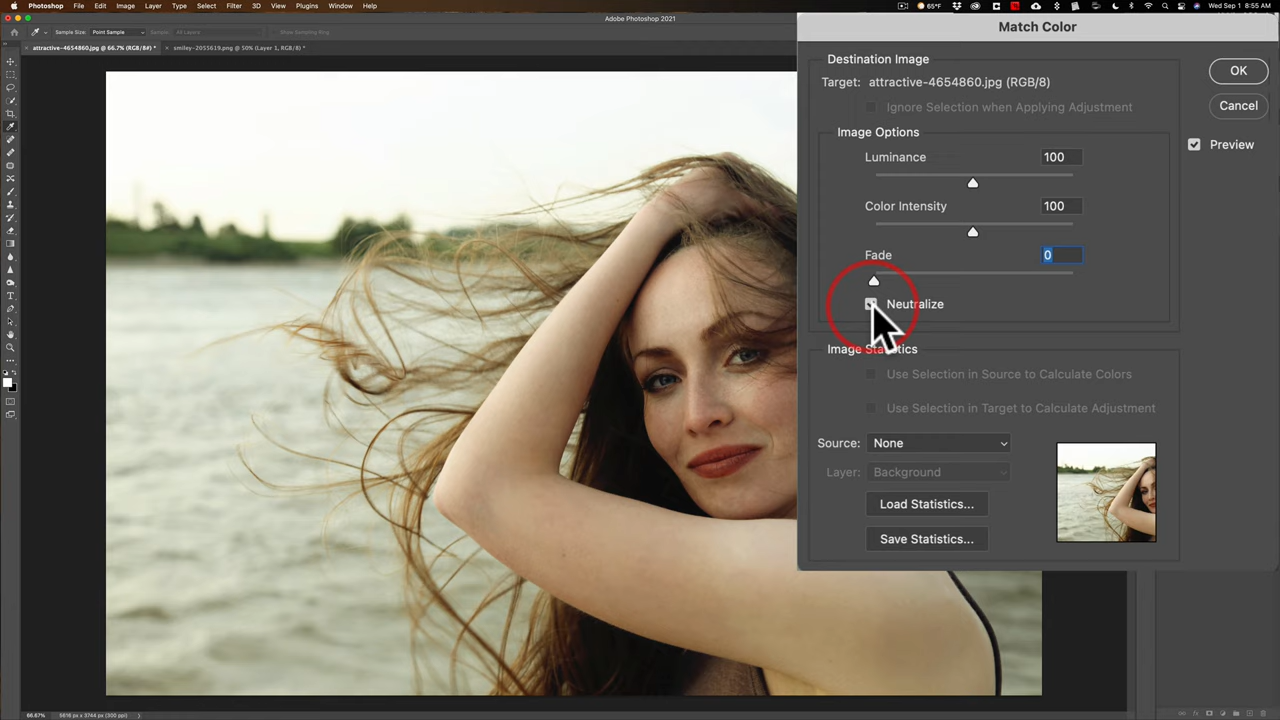 Photoshop File Edit Image Layer Type Select Filter 3D View Plugins Window Help 65°F Wed Sep 1 8:55 AM
Adobe Photoshop 2021
Sample Size: Point Sample All Layers Show Sampling Ring
attractive-4654860.jpg @ 66.7% (RGB/8#) * smiley-2055619.png @ 50% (Layer 1, RGB/8) *
Match Color
Destination Image
Target: attractive-4654860.jpg (RGB/8)
OK
Ignore Selection when Applying Adjustment
Cancel
Image Options
Preview
Luminance 100
Color Intensity 100
Fade 0
Neutralize
Image Statistics
Use Selection in Source to Calculate Colors
Use Selection in Target to Calculate Adjustment
Source: None
Layer: Background
Load Statistics...
Save Statistics...
66.67% 5616 px x 3744 px (300 ppi)